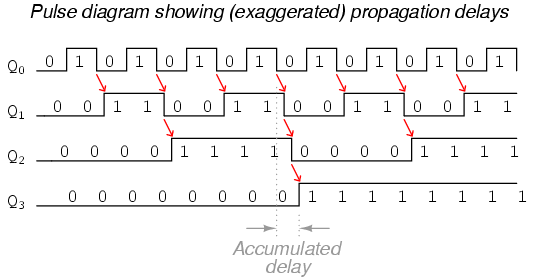 Pulse diagram showing (exaggerated) propagation delays
Q0 0 1 0 1 0 1 0 1 0 1 0 1 0 1 0 1
Q1 0 0 1 1 0 0 1 1 0 0 1 1 0 0 1 1
Q2 0 0 0 0 1 1 1 1 0 0 0 0 1 1 1 1
Q3 0 0 0 0 0 0 0 0 1 1 1 1 1 1 1 1
Accumulated
delay